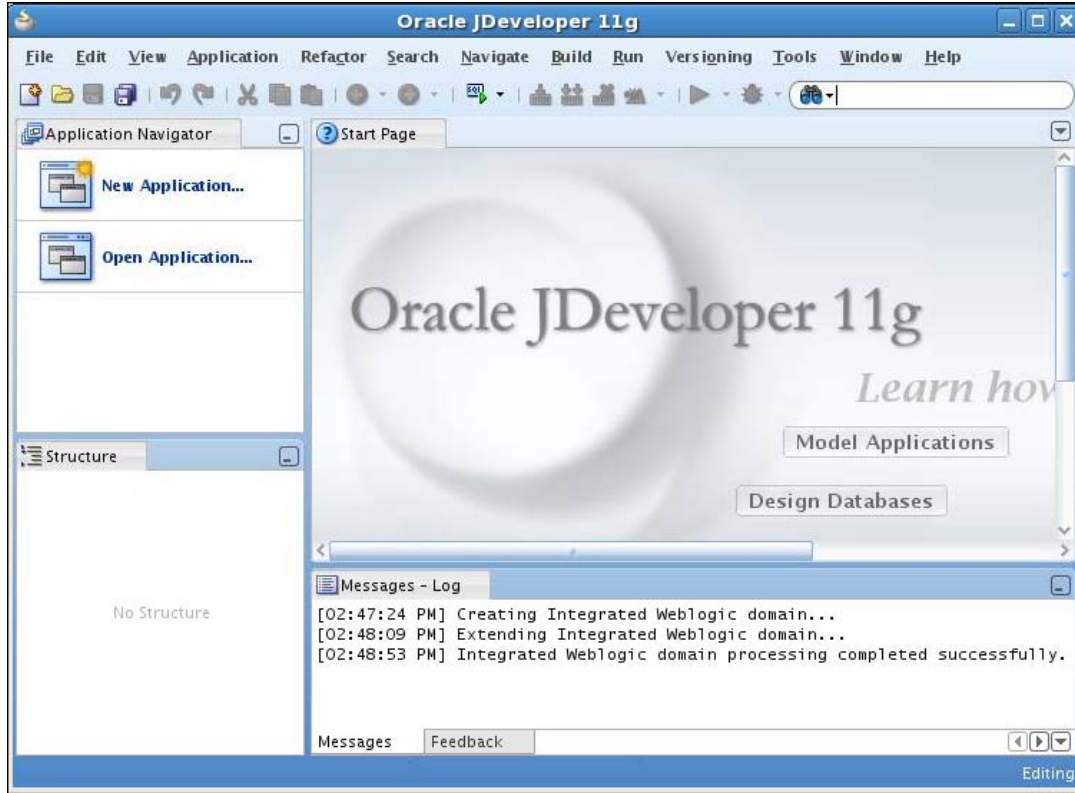 Oracle JDeveloper 11g
File Edit View Application Refactor Search Navigate Build Run Versioning Tools Window Help
Application Navigator
New Application...
Open Application...
Structure
No Structure
Start Page
Oracle JDeveloper 11g
Learn how
Model Applications
Design Databases
Messages - Log
[02:47:24 PM] Creating Integrated Weblogic domain...
[02:48:09 PM] Extending Integrated Weblogic domain...
[02:48:53 PM] Integrated Weblogic domain processing completed successfully.
Messages Feedback
Editing